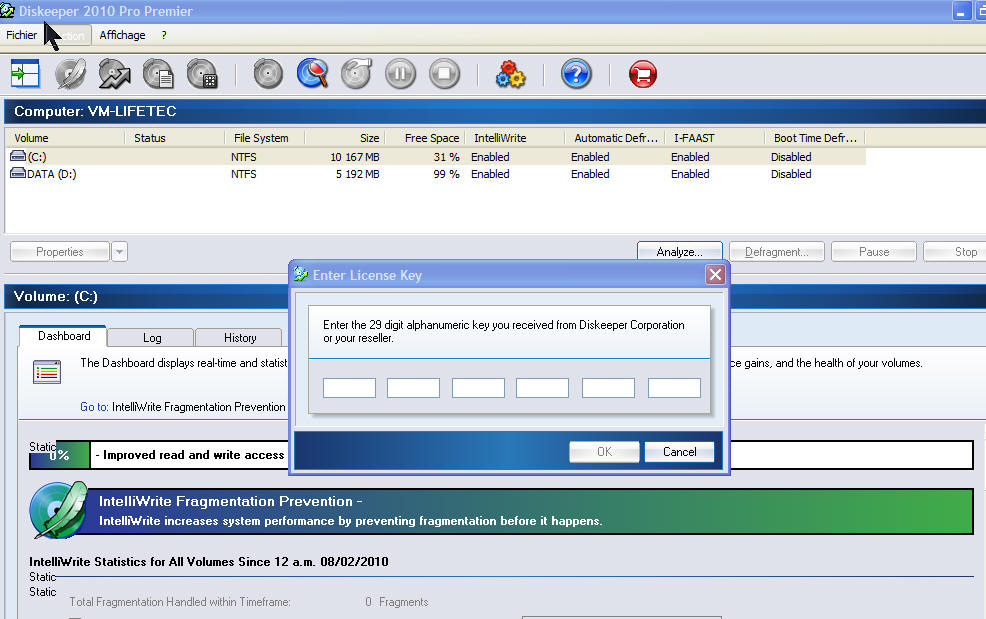 Diskeeper 2010 Pro Premier
Fichier Action Affichage ?
Computer: VM-LIFETEC
Volume Status File System Size Free Space IntelliWrite Automatic Defr... I-FAAST Boot Time Defr...
(C:) NTFS 10 167 MB 31 % Enabled Enabled Enabled Disabled
DATA (D:) NTFS 5 192 MB 99 % Enabled Enabled Enabled Disabled
Properties Analyze... Defragment... Pause Stop
Enter License Key
Enter the 29 digit alphanumeric key you received from Diskeeper Corporation
or your reseller.
OK Cancel
Volume: (C:)
Dashboard Log History
The Dashboard displays real-time and statist ce gains, and the health of your volumes.
Go to: IntelliWrite Fragmentation Prevention
Static
0% - Improved read and write access
IntelliWrite Fragmentation Prevention -
IntelliWrite increases system performance by preventing fragmentation before it happens.
IntelliWrite Statistics for All Volumes Since 12 a.m. 08/02/2010
Static
Static
Total Fragmentation Handled within Timeframe: 0 Fragments